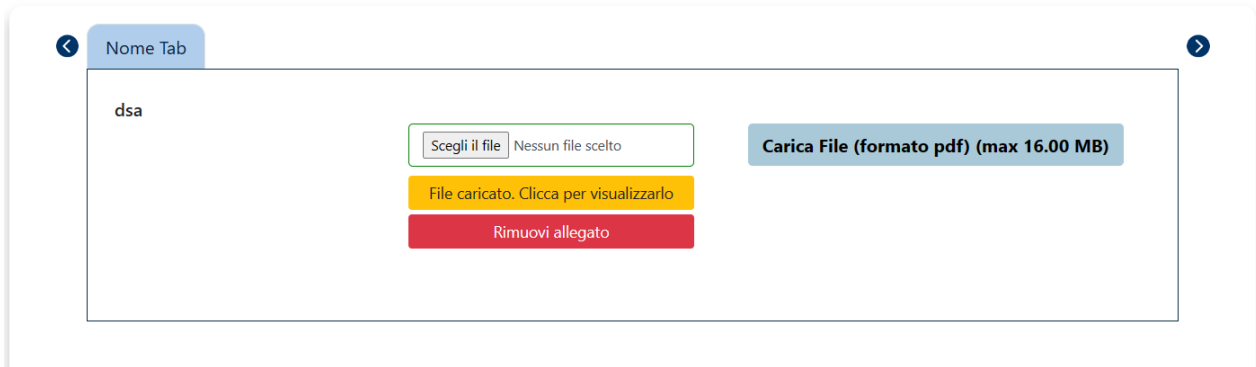 Nome Tab
dsa
Scegli il file Nessun file scelto
Carica File (formato pdf) (max 16.00 MB)
File caricato. Clicca per visualizzarlo
Rimuovi allegato